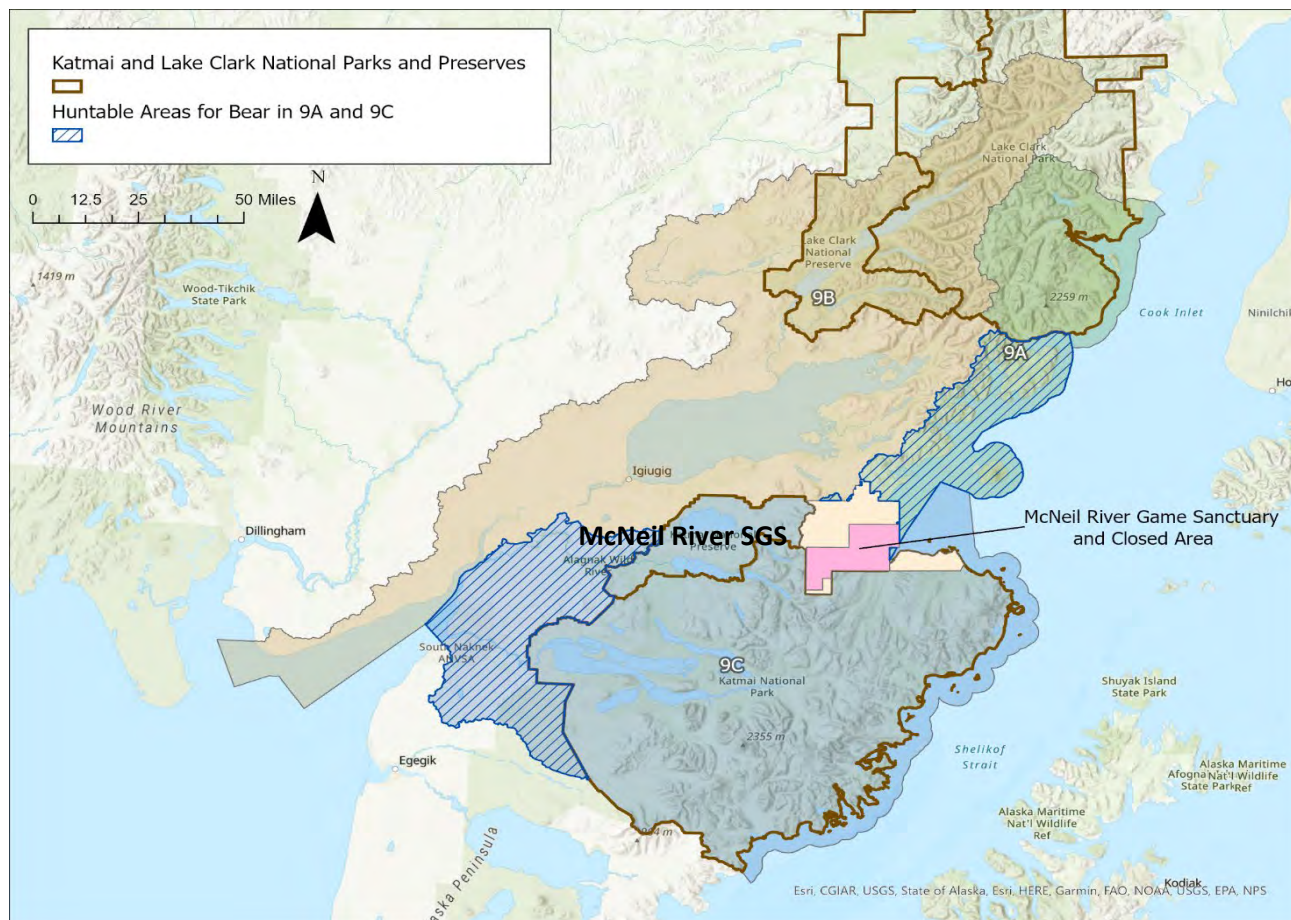 Katmai and Lake Clark National Parks and Preserves
Huntable Areas for Bear in 9A and 9C
N
0 12.5 25 50 Miles
Lake Clark
National Park
1419 m
Wood-Tikchik
State Park
Lake Clark
National
Preserve
9B
2259 m
Cook Inlet
Ninilchik
9A
Wood River
Mountains
Ho
Igiugig
Dillingham
McNeil River SGS
Preserve
Alagnak Wild
River
McNeil River Game Sanctuary
and Closed Area
South Naknek
ANVSA
9C
Katmai National
Park
Shuyak Island
State Park
2355 m
Shelikof
Strait
Egegik
Alaska Maritime
Nat'l Wildlife
Ref
Afogna
State Park
Alaska Maritime
Nat'l Wildlife
Ref
aska Peninsula
Kodiak
Esri, CGIAR, USGS, State of Alaska, Esri, HERE, Garmin, FAO, NOAA, USGS, EPA, NPS